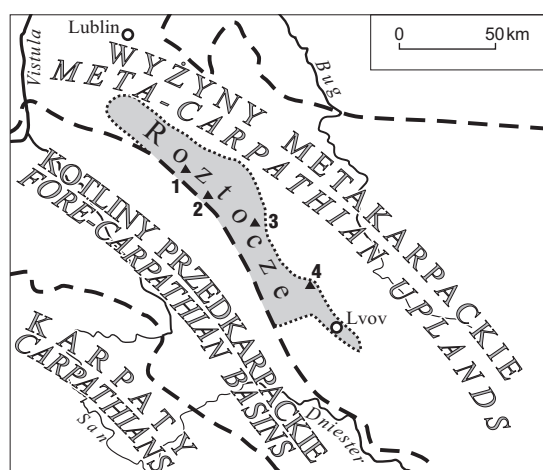 Lublin
0 50 km
Vistula
Bug
WYŻYNY METAKARPACKIE
META-CARPATHIAN UPLANDS
Roztocze
1
2
3
4
Lvov
KOTLINY PRZEDKARPACKIE
FORE-CARPATHIAN BASINS
KARPATY
CARPATHIANS
San
Dniester